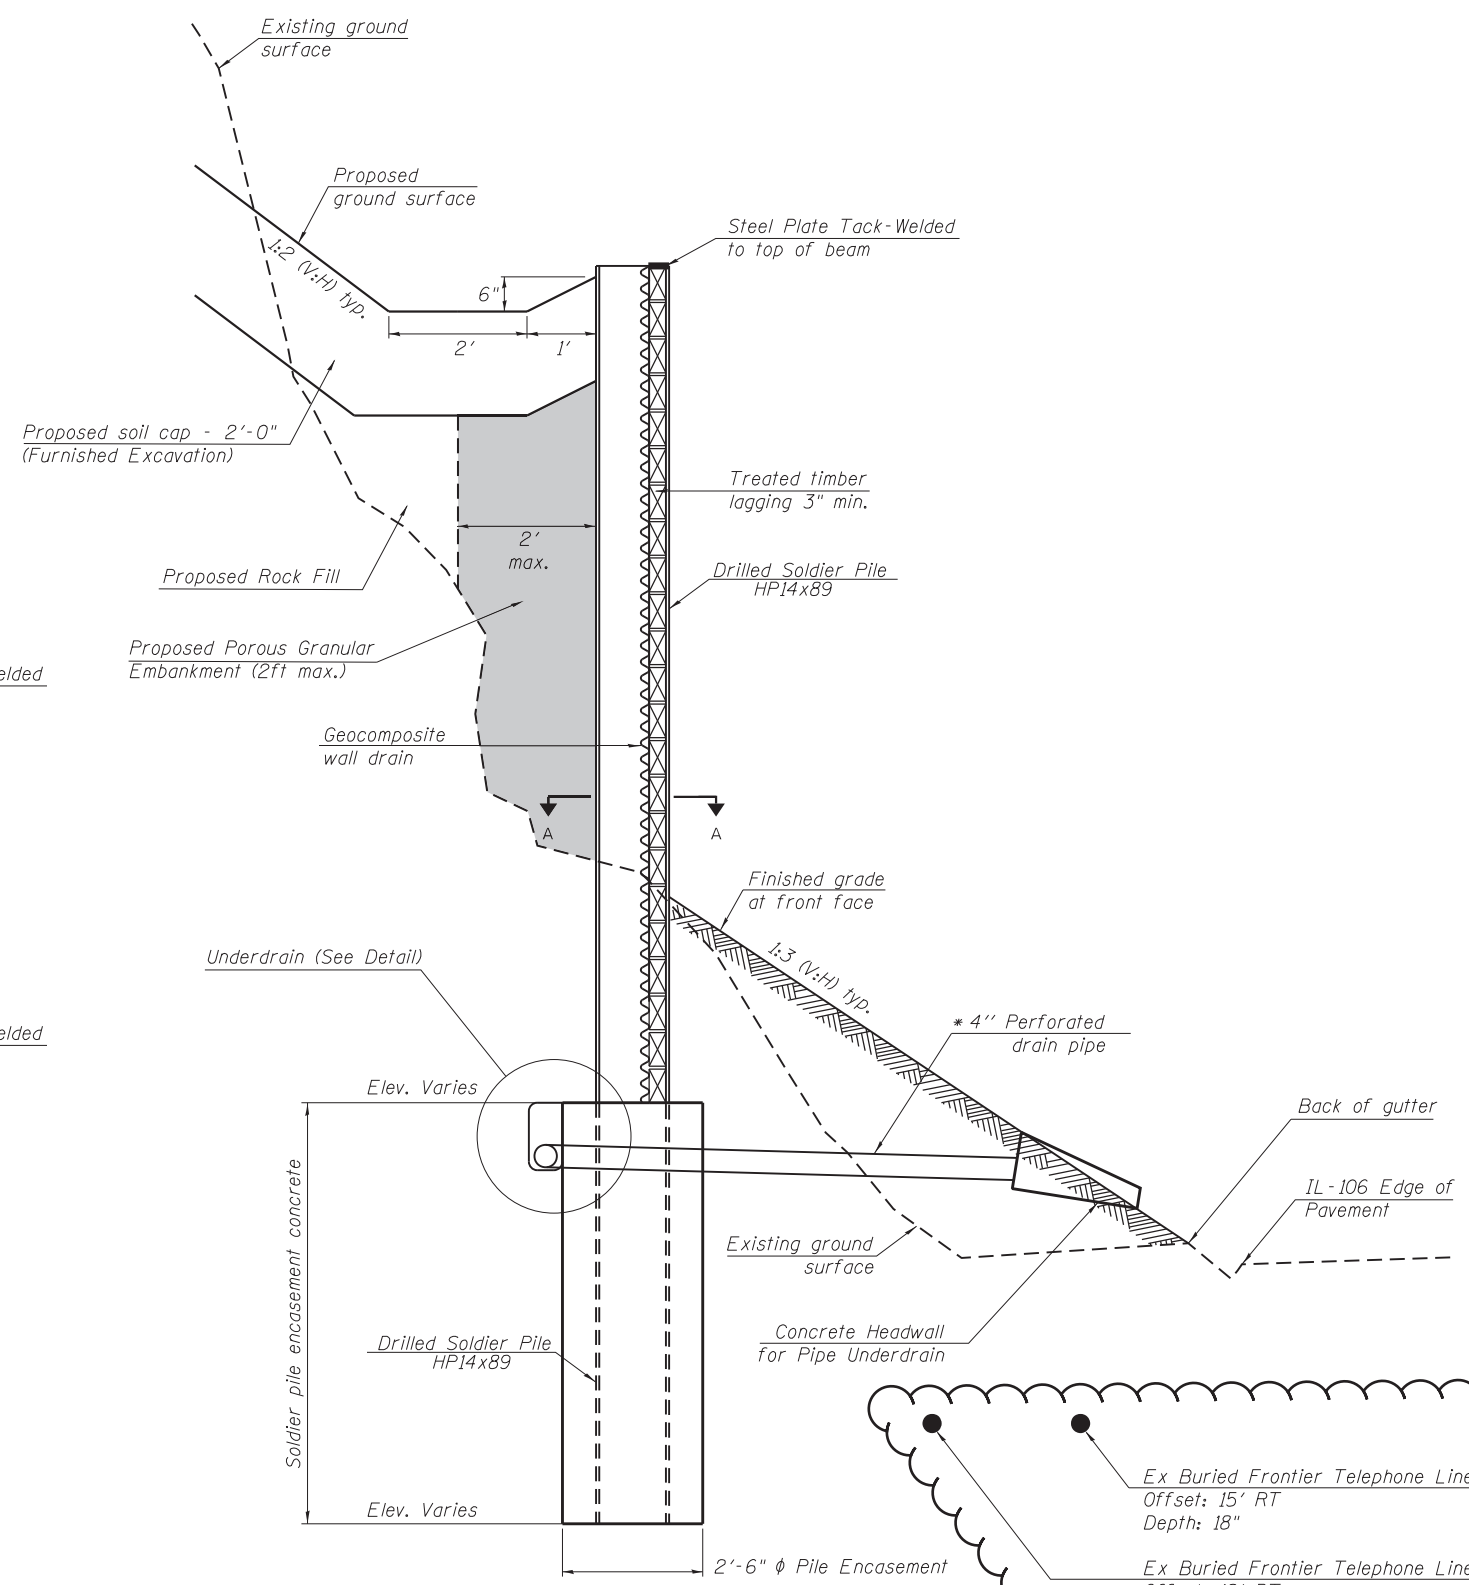 Existing ground
surface
Proposed
ground surface
1:2 (V:H) typ.
Steel Plate Tack-Welded
to top of beam
6"
2'
1'
Proposed soil cap - 2'-0"
(Furnished Excavation)
Treated timber
lagging 3" min.
2'
max.
Proposed Rock Fill
Drilled Soldier Pile
HP14x89
Proposed Porous Granular
Embankment (2ft max.)
elded
Geocomposite
wall drain
A
A
Finished grade
at front face
1:3 (V:H) typ.
Underdrain (See Detail)
* 4'' Perforated
drain pipe
elded
Elev. Varies
Back of gutter
IL-106 Edge of
Pavement
Existing ground
surface
Soldier pile encasement concrete
Concrete Headwall
for Pipe Underdrain
Drilled Soldier Pile
HP14x89
Ex Buried Frontier Telephone Line
Offset: 15' RT
Depth: 18"
Elev. Varies
2'-6" ϕ Pile Encasement
Ex Buried Frontier Telephone Line